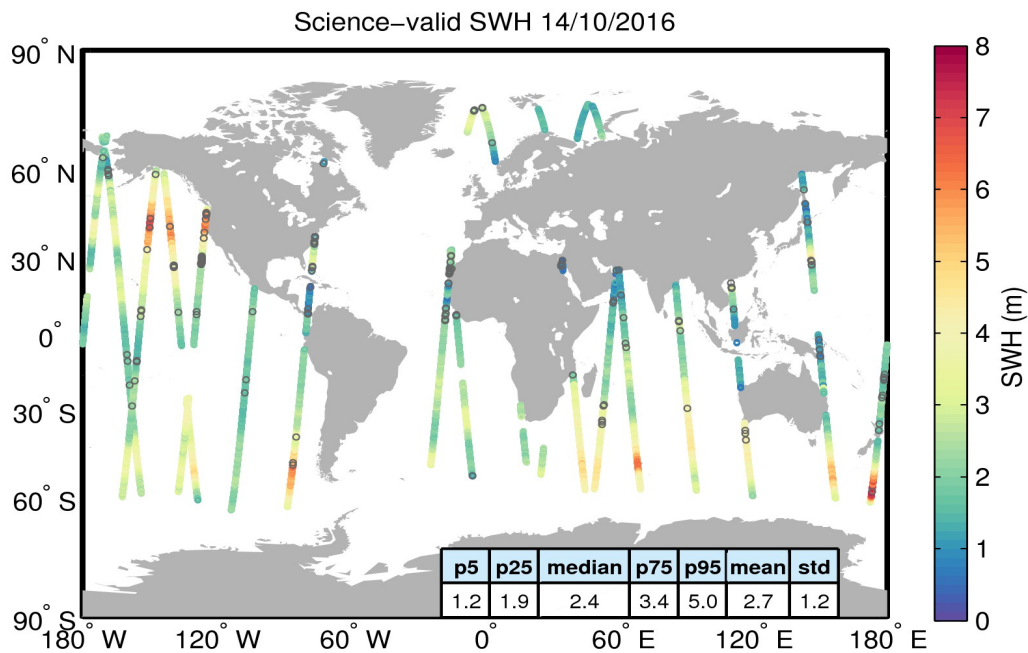 Science−valid SWH 14/10/2016
90° N
60° N
30° N
0°
30° S
60° S
90° S
180° W
120° W
60° W
0°
60° E
120° E
180° E
p5 p25 median p75 p95 mean std
1.2 1.9 2.4 3.4 5.0 2.7 1.2
8
7
6
5
4
3
2
1
0
SWH (m)